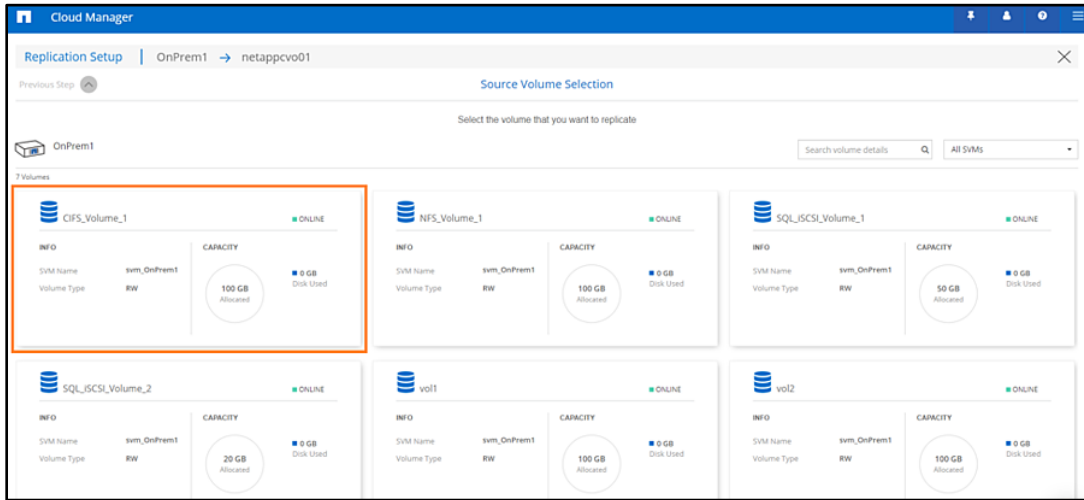 Cloud Manager
Replication Setup | OnPrem1 → netappcvo01
Previous Step
Source Volume Selection
Select the volume that you want to replicate
OnPrem1
Search volume details
All SVMs
7 Volumes
CIFS_Volume_1
ONLINE
INFO
CAPACITY
SVM Name svm_OnPrem1
Volume Type RW
100 GB
Allocated
0 GB
Disk Used
NFS_Volume_1
ONLINE
INFO
CAPACITY
SVM Name svm_OnPrem1
Volume Type RW
100 GB
Allocated
0 GB
Disk Used
SQL_iSCSI_Volume_1
ONLINE
INFO
CAPACITY
SVM Name svm_OnPrem1
Volume Type RW
50 GB
Allocated
0 GB
Disk Used
SQL_iSCSI_Volume_2
ONLINE
INFO
CAPACITY
SVM Name svm_OnPrem1
Volume Type RW
20 GB
Allocated
0 GB
Disk Used
vol1
ONLINE
INFO
CAPACITY
SVM Name svm_OnPrem1
Volume Type RW
100 GB
Allocated
0 GB
Disk Used
vol2
ONLINE
INFO
CAPACITY
SVM Name svm_OnPrem1
Volume Type RW
100 GB
Allocated
0 GB
Disk Used